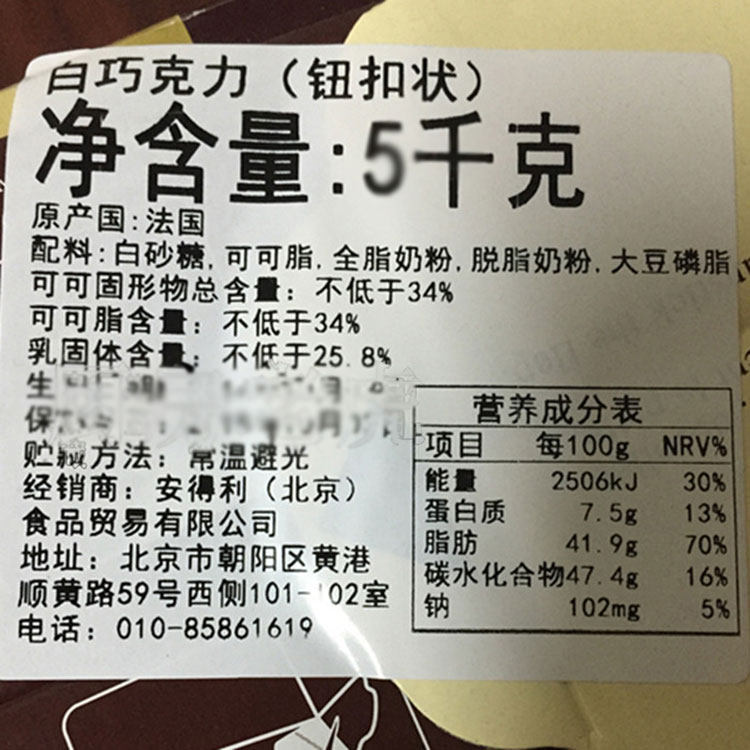 白巧克力（钮扣状）
净含量:5千克
原产国:法国
配料:白砂糖,可可脂,全脂奶粉,脱脂奶粉,大豆磷脂
可可固形物总含量：不低于34%
可可脂含量：不低于34%
乳固体含量：不低于25.8%
贮藏方法：常温避光
经销商：安得利（北京）
食品贸易有限公司
地址：北京市朝阳区黄港
顺黄路59号西侧101-102室
电话：010-85861619
营养成分表
项目 每100g NRV%
能量 2506kJ 30%
蛋白质 7.5g 13%
脂肪 41.9g 70%
碳水化合物47.4g 16%
钠 102mg 5%